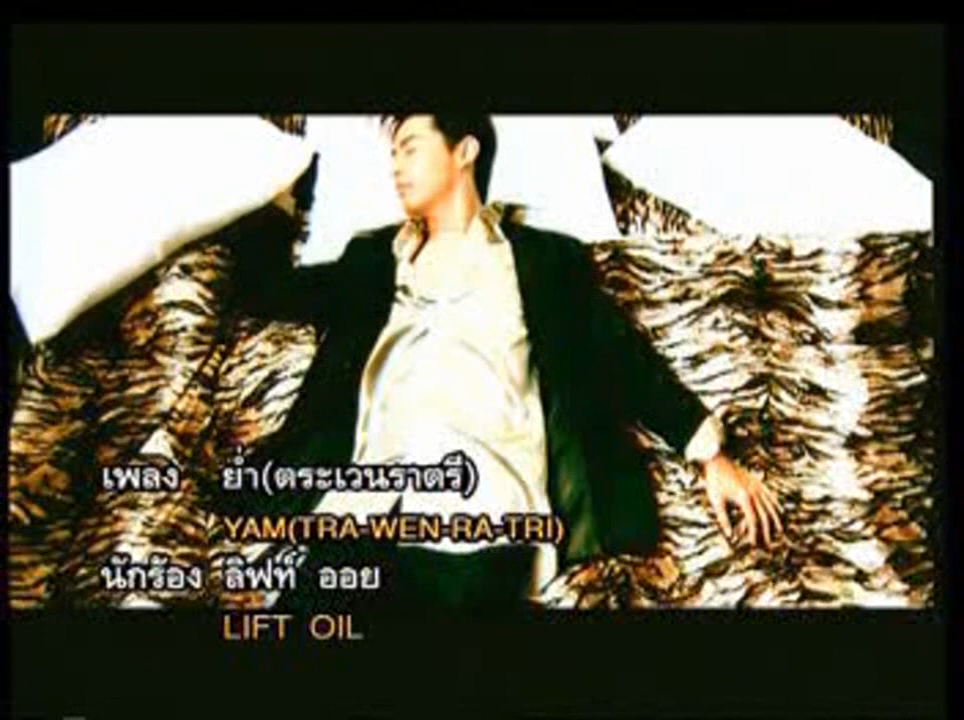 เพลง ย่ำ(ตระเวนราตรี)
YAM(TRA-WEN-RA-TRI)
นักร้อง ลิฟท์ ออย
LIFT OIL